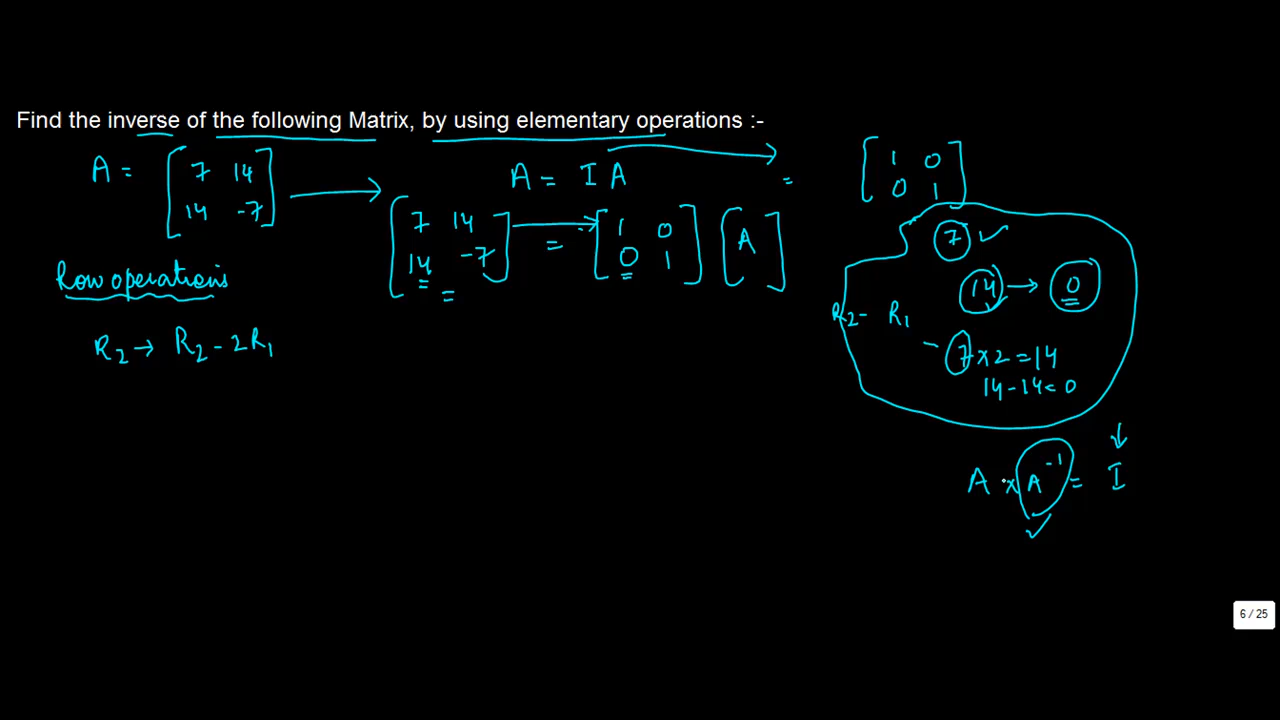 Find the inverse of the following Matrix, by using elementary operations :-
A = [ 7 14
14 -7 ]
A = I A
= [ 1 0
0 1 ]
[ 7 14
14 -7 ] = [ 1 0
0 1 ] [ A ]
=
Row operations
R2 → R2 - 2R1
7 ✓
14 → 0
R2 - R1
- 7 × 2 = 14
14 - 14 = 0
↓
A × A⁻¹ = I
✓
6 / 25